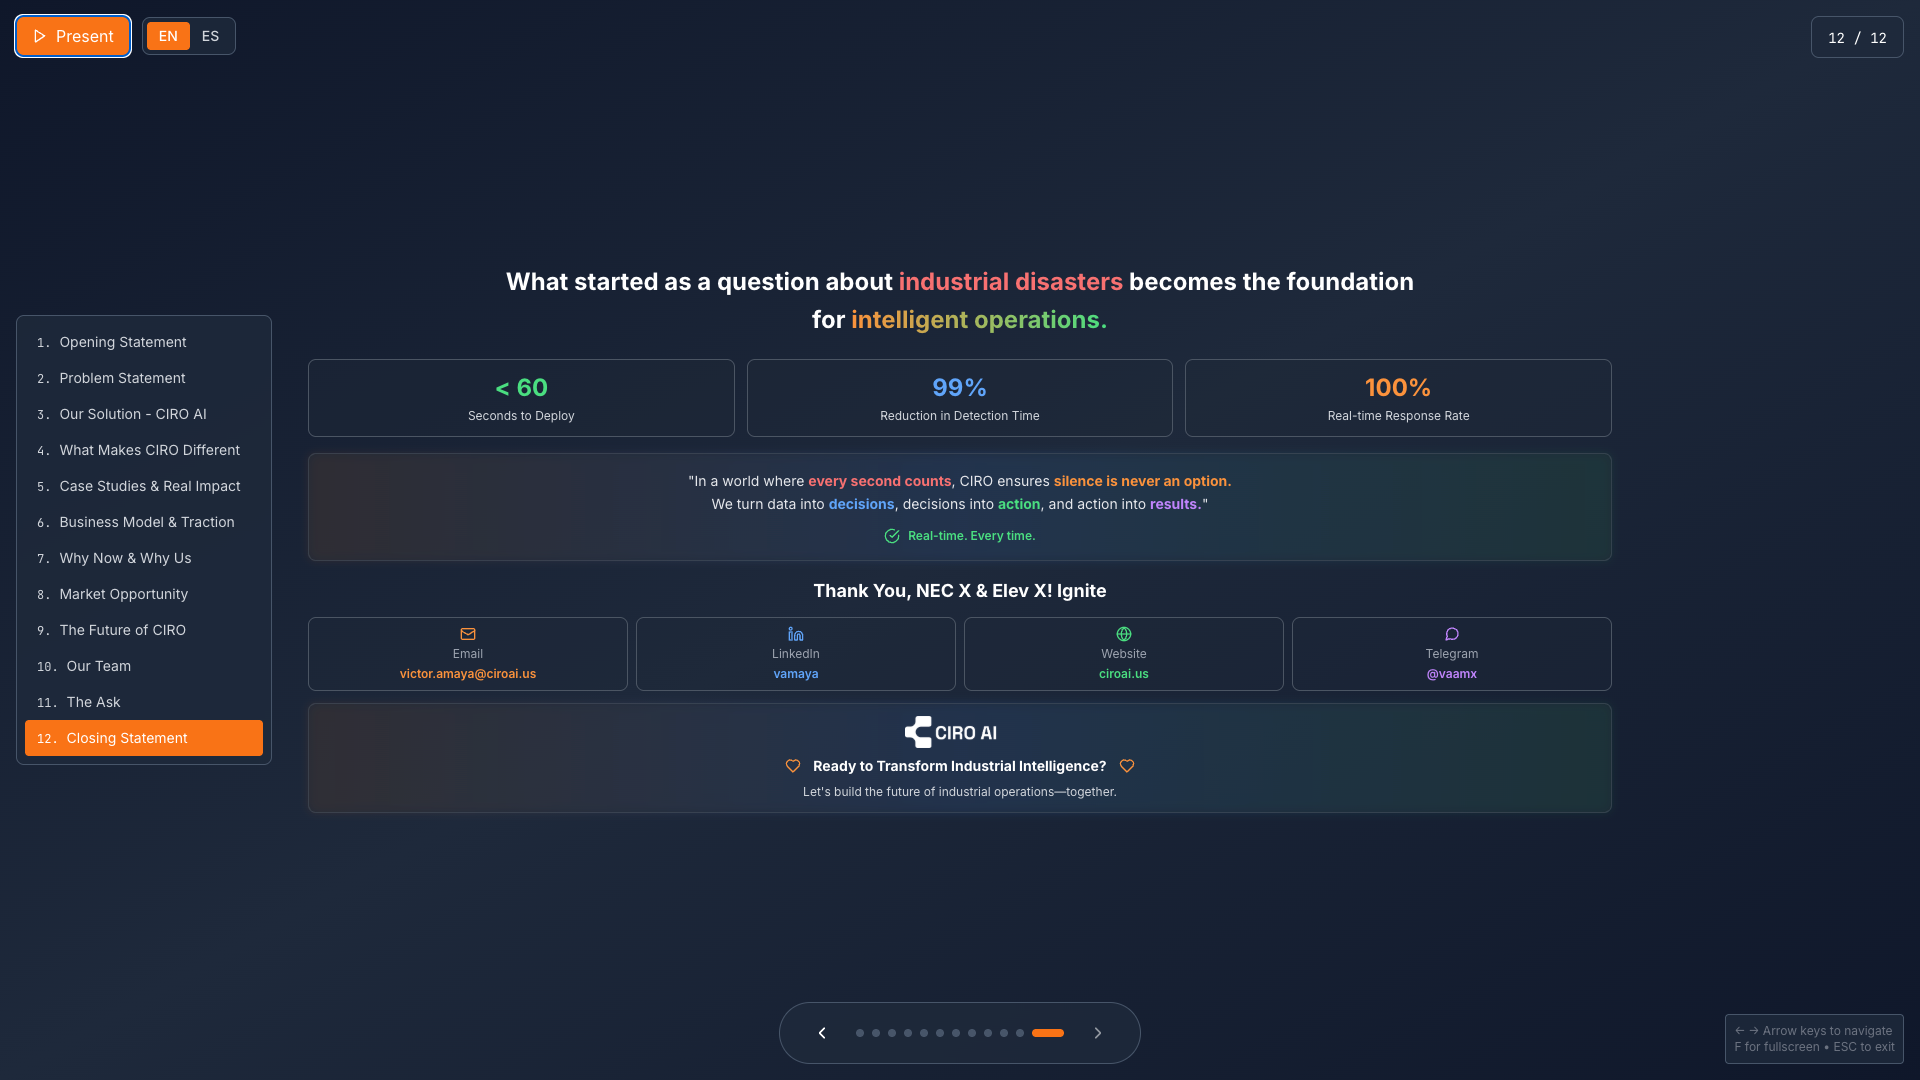 Present
EN ES
12 / 12
What started as a question about industrial disasters becomes the foundation
for intelligent operations.
1. Opening Statement
2. Problem Statement
3. Our Solution - CIRO AI
4. What Makes CIRO Different
5. Case Studies & Real Impact
6. Business Model & Traction
7. Why Now & Why Us
8. Market Opportunity
9. The Future of CIRO
10. Our Team
11. The Ask
12. Closing Statement
< 60
Seconds to Deploy
99%
Reduction in Detection Time
100%
Real-time Response Rate
"In a world where every second counts, CIRO ensures silence is never an option.
We turn data into decisions, decisions into action, and action into results."
Real-time. Every time.
Thank You, NEC X & Elev X! Ignite
Email
victor.amaya@ciroai.us
LinkedIn
vamaya
Website
ciroai.us
Telegram
@vaamx
CIRO AI
Ready to Transform Industrial Intelligence?
Let's build the future of industrial operations—together.
← → Arrow keys to navigate
F for fullscreen • ESC to exit